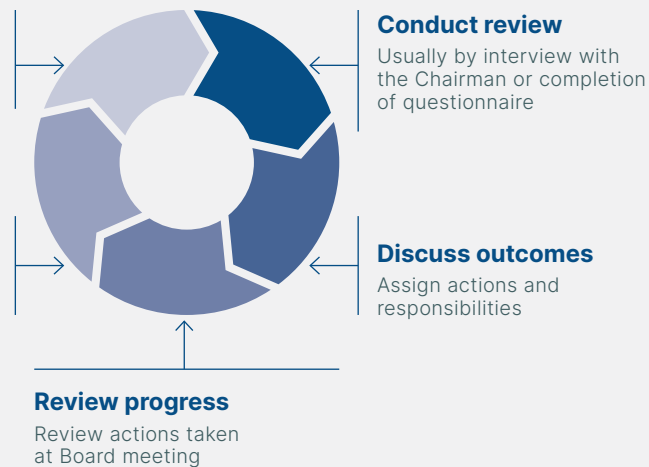 Conduct review
Usually by interview with
the Chairman or completion
of questionnaire
Discuss outcomes
Assign actions and
responsibilities
Review progress
Review actions taken
at Board meeting